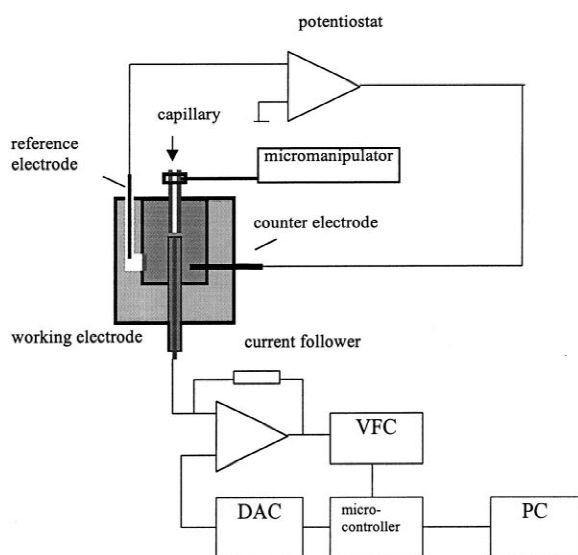 potentiostat
capillary
reference
electrode
micromanipulator
counter electrode
working electrode
current follower
VFC
DAC
micro-
controller
PC